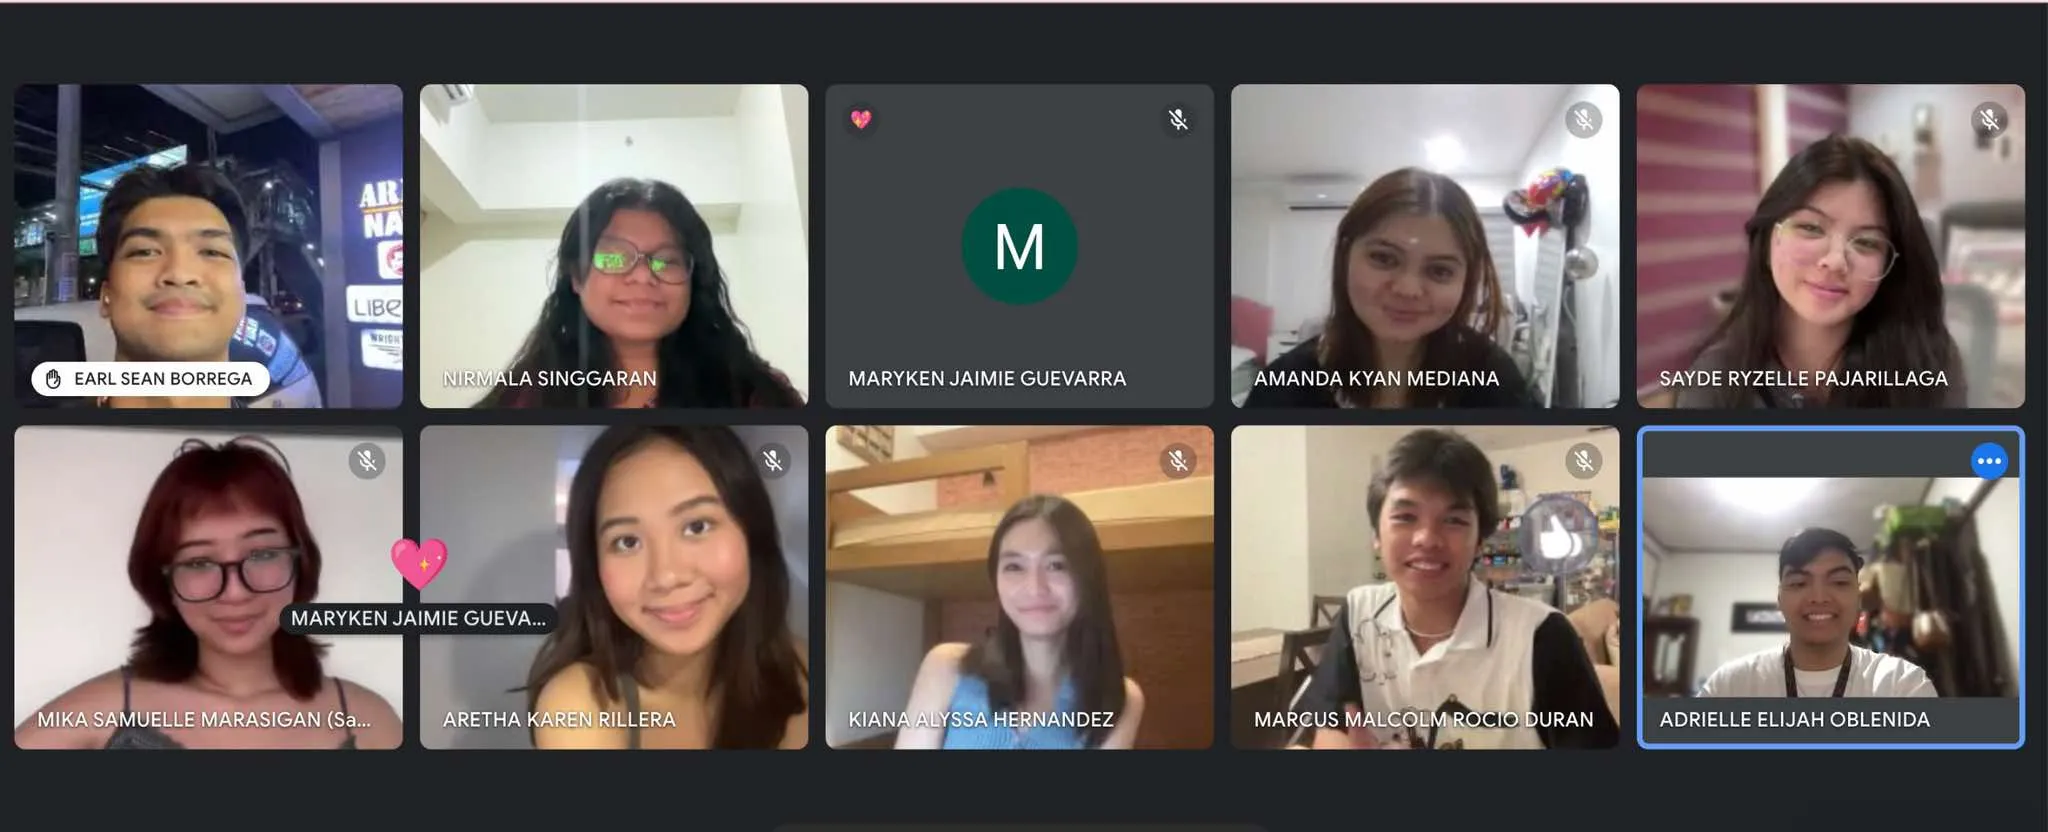 AR
NA
LIBE
WRIGH
EARL SEAN BORREGA
NIRMALA SINGGARAN
M
MARYKEN JAIMIE GUEVARRA
AMANDA KYAN MEDIANA
SAYDE RYZELLE PAJARILLAGA
MIKA SAMUELLE MARASIGAN (Sa...
MARYKEN JAIMIE GUEVA...
ARETHA KAREN RILLERA
KIANA ALYSSA HERNANDEZ
MARCUS MALCOLM ROCIO DURAN
ADRIELLE ELIJAH OBLENIDA